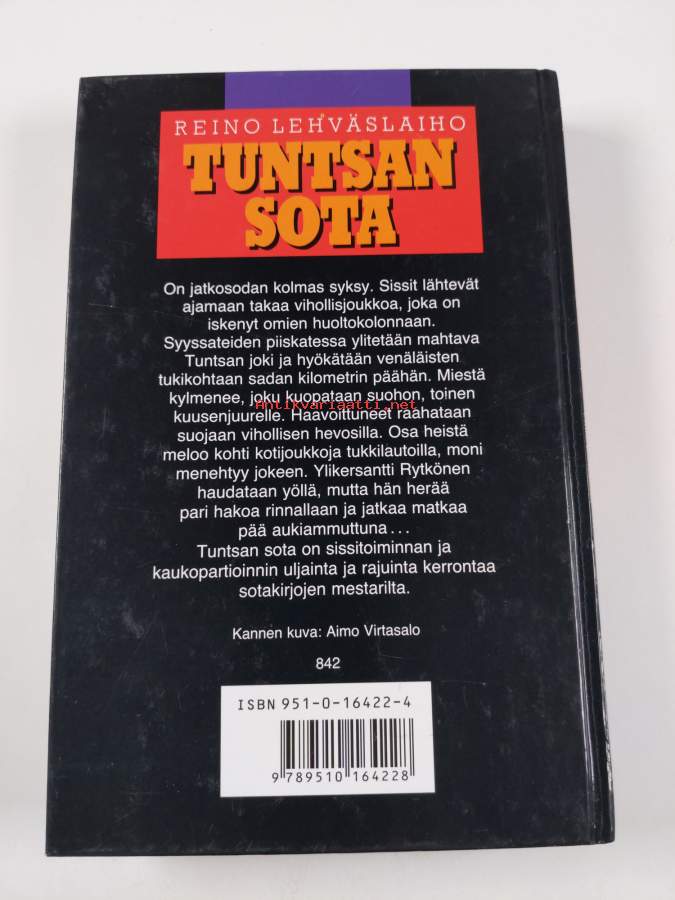 REINO LEHVÄSLAIHO
TUNTSAN
SOTA
On jatkosodan kolmas syksy. Sissit lähtevät
ajamaan takaa vihollisjoukkoa, joka on
iskenyt omien huoltokolonnaan.
Syyssateiden piiskatessa ylitetään mahtava
Tuntsan joki ja hyökätään venäläisten
tukikohtaan sadan kilometrin päähän. Miestä
kylmenee, joku kuopataan suohon, toinen
Antikvariaatti.net
kuusenjuurelle. Haavoittuneet raahataan
suojaan vihollisen hevosilla. Osa heistä
meloo kohti kotijoukkoja tukkilautoilla, moni
menehtyy jokeen. Ylikersantti Rytkönen
haudataan yöllä, mutta hän herää
pari hakoa rinnallaan ja jatkaa matkaa
pää aukiammuttuna...
Tuntsan sota on sissitoiminnan ja
kaukopartioinnin uljainta ja rajuinta kerrontaa
sotakirjojen mestarilta.
Kannen kuva: Aimo Virtasalo
842
ISBN 951-0-16422-4
9 789510 164228